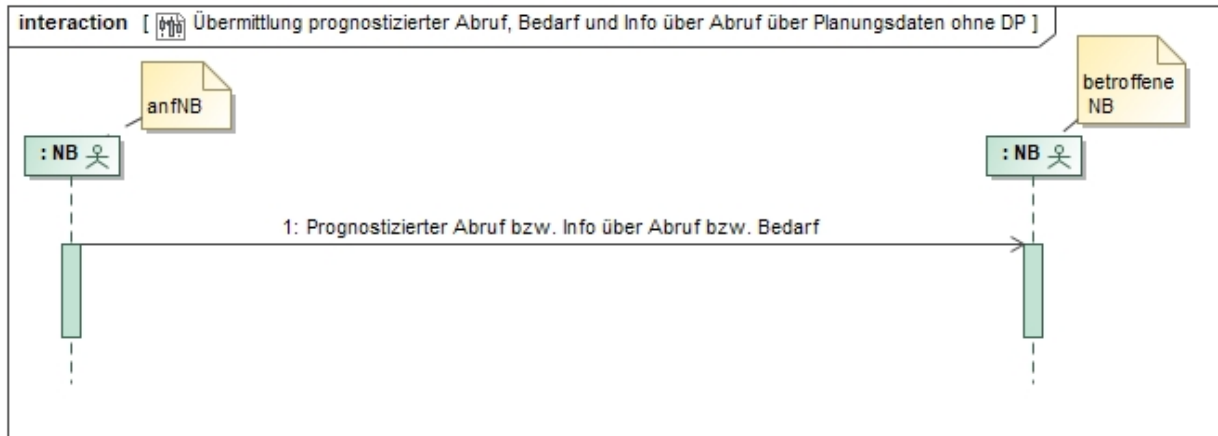 interaction [ Übermittlung prognostizierter Abruf, Bedarf und Info über Abruf über Planungsdaten ohne DP ]
anfNB
betroffene
NB
: NB
: NB
1: Prognostizierter Abruf bzw. Info über Abruf bzw. Bedarf